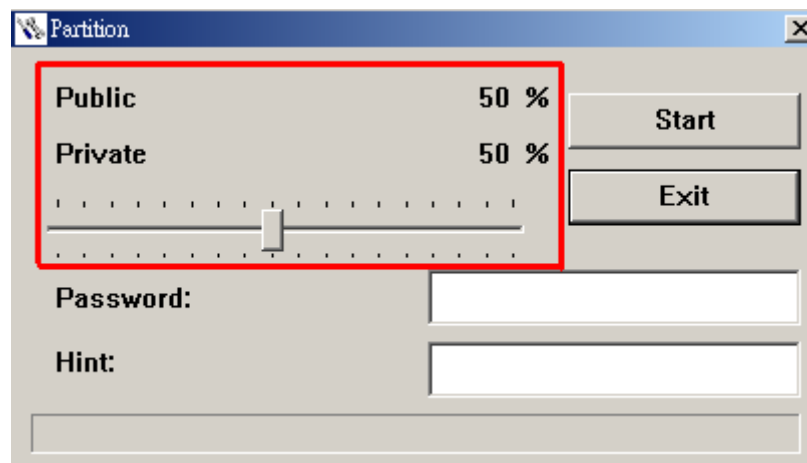 Partition
Public 50 %
Private 50 %
Start
Exit
Password:
Hint: